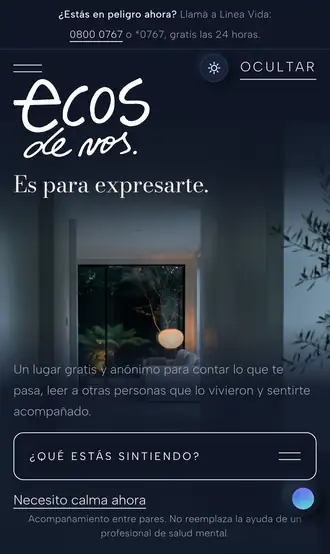 ¿Estás en peligro ahora? Llamá a Linea Vida:
0800 0767 o *0767, gratis las 24 horas.
OCULTAR
ecos
de vos.
Es para expresarte.
Un lugar gratis y anónimo para contar lo que te
pasa, leer a otras personas que lo vivieron y sentirte
acompañado.
¿QUÉ ESTÁS SINTIENDO?
Necesito calma ahora
Acompañamiento entre pares. No reemplaza la ayuda de un
profesional de salud mental.